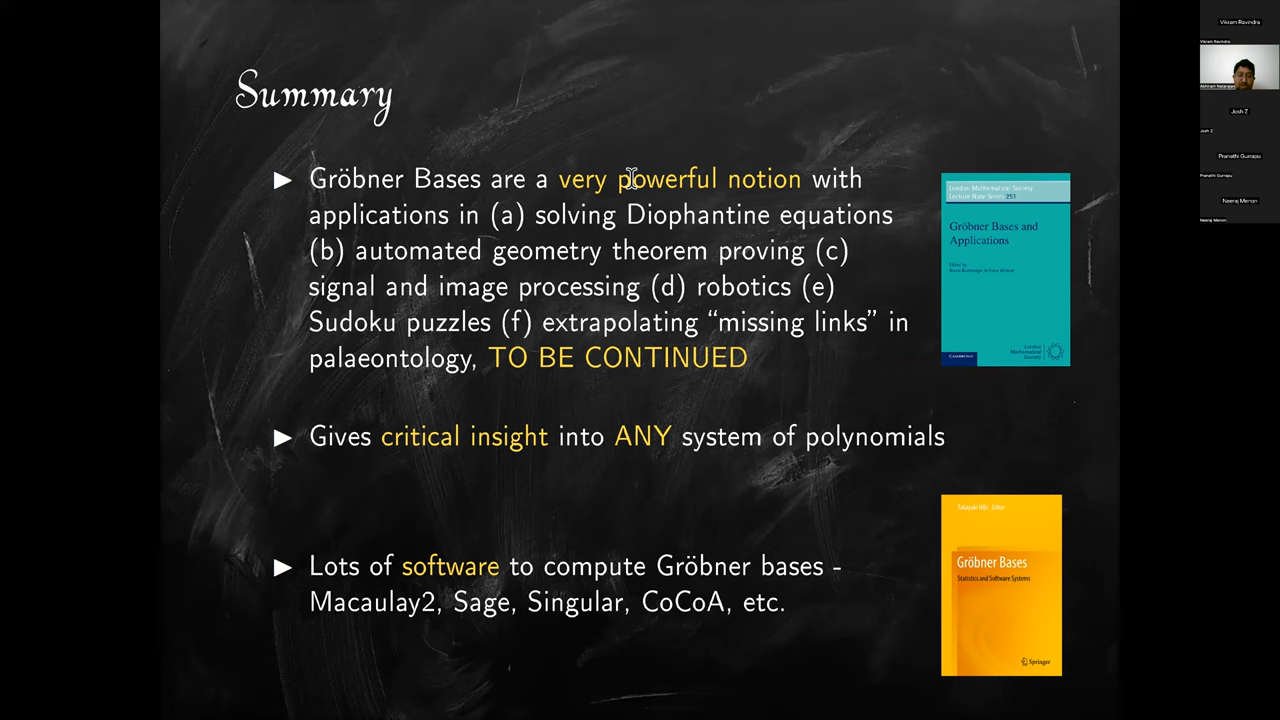 Summary
▶ Gröbner Bases are a very powerful notion with
applications in (a) solving Diophantine equations
(b) automated geometry theorem proving (c)
signal and image processing (d) robotics (e)
Sudoku puzzles (f) extrapolating “missing links” in
palaeontology, TO BE CONTINUED
▶ Gives critical insight into ANY system of polynomials
▶ Lots of software to compute Gröbner bases -
Macaulay2, Sage, Singular, CoCoA, etc.
London Mathematical Society
Lecture Note Series 251
Gröbner Bases and
Applications
Edited by
CAMBRIDGE
London
Mathematical
Society
Takayuki Hibi Editor
Gröbner Bases
Statistics and Software Systems
Springer
Vikram Ravindra
Vikram Ravindra
Abhiram Natarajan
Josh Z
Josh Z
Pranathi Gurrapu
Pranathi Gurrapu
Neeraj Menon
Neeraj Menon